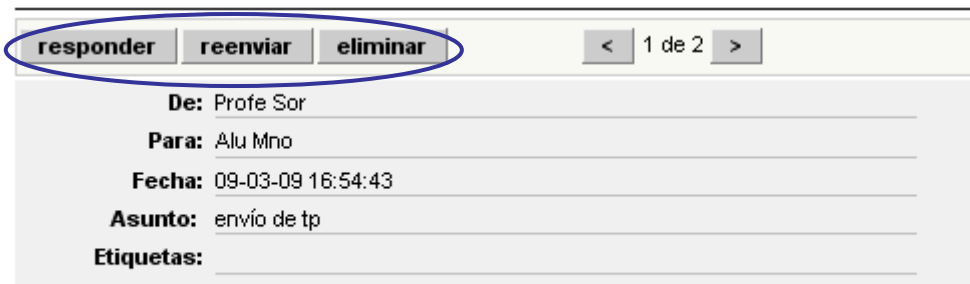 responder reenviar eliminar < 1 de 2 >
De: Profe Sor
Para: Alu Mno
Fecha: 09-03-09 16:54:43
Asunto: envío de tp
Etiquetas: